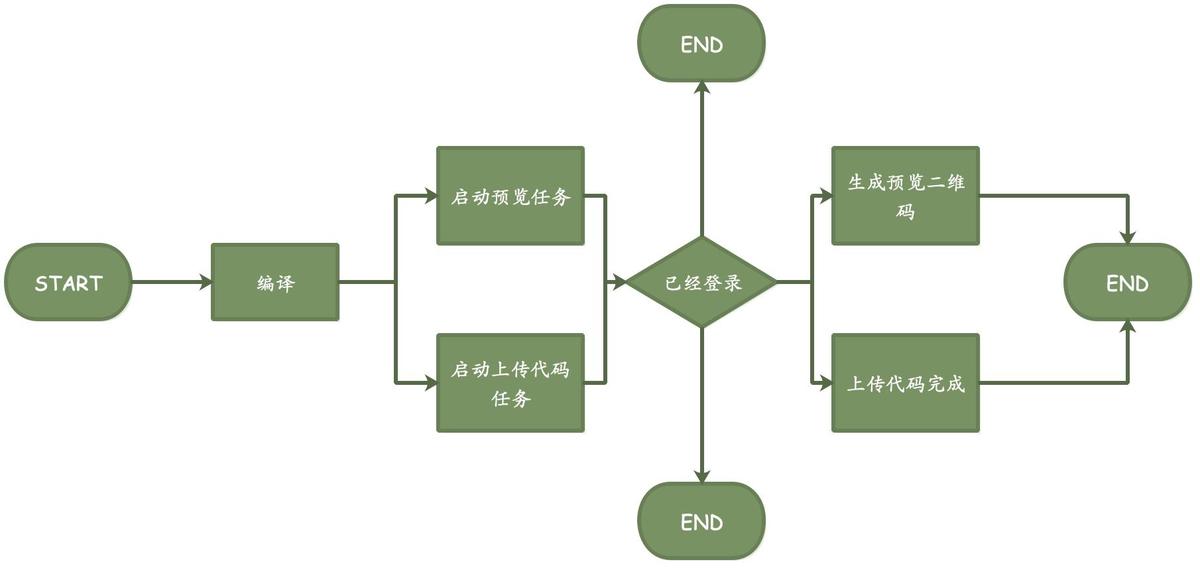 START
编译
启动预览任务
启动上传代码
任务
END
已经登录
END
生成预览二维
码
上传代码完成
END